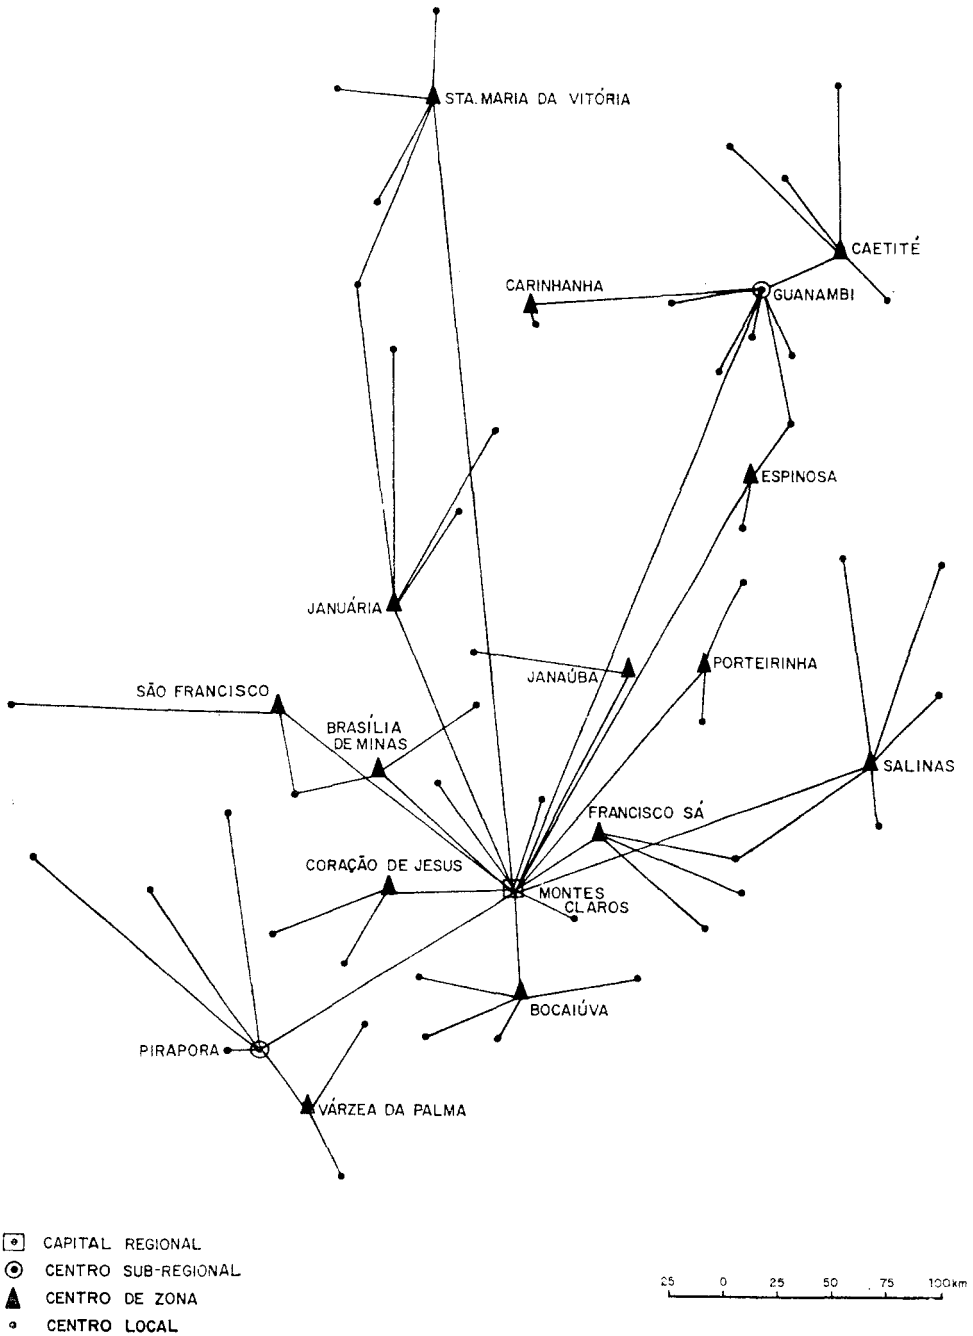 STA. MARIA DA VITÓRIA
CAETITÉ
CARINHANHA
GUANAMBI
ESPINOSA
JANUÁRIA
JANAÚBA
PORTEIRINHA
SÃO FRANCISCO
BRASÍLIA
DE MINAS
SALINAS
FRANCISCO SÁ
CORAÇÃO DE JESUS
MONTES
CLAROS
BOCAIÚVA
PIRAPORA
VÁRZEA DA PALMA
CAPITAL REGIONAL
CENTRO SUB-REGIONAL
CENTRO DE ZONA
CENTRO LOCAL
25 0 25 50 75 100km